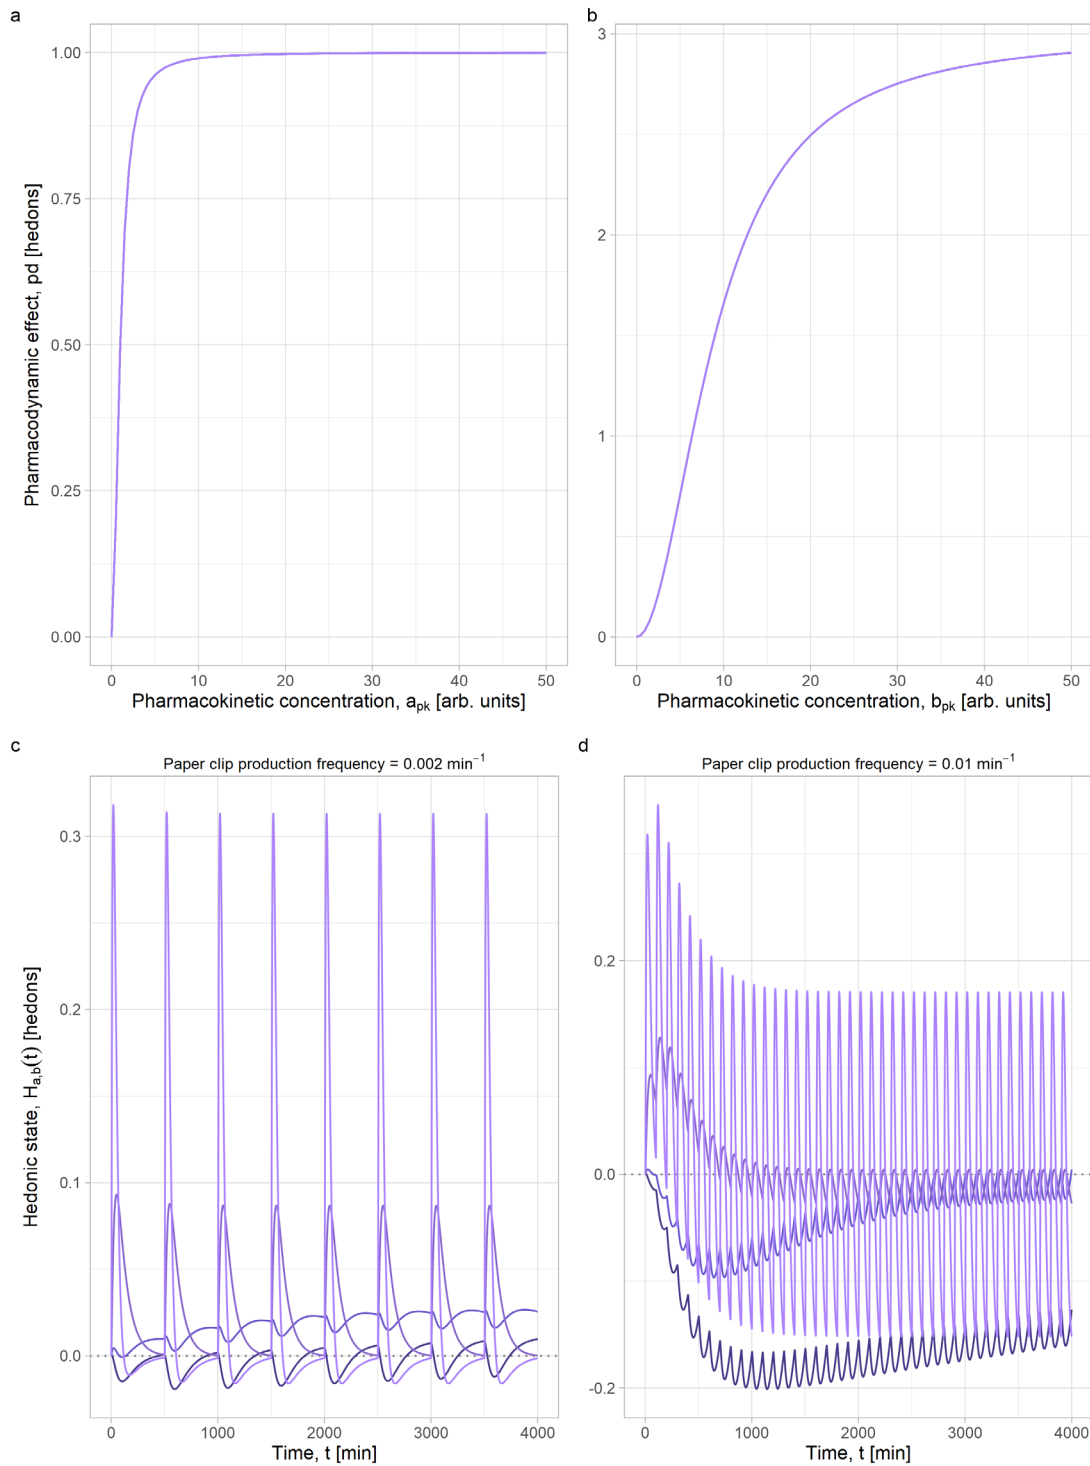 a
b
1.00
0.75
0.50
0.25
0.00
Pharmacodynamic effect, pd [hedons]
0 10 20 30 40 50
Pharmacokinetic concentration, a_pk [arb. units]
3
2
1
0
0 10 20 30 40 50
Pharmacokinetic concentration, b_pk [arb. units]
c
d
Paper clip production frequency = 0.002 min⁻¹
0.3
0.2
0.1
0.0
Hedonic state, H_a,b(t) [hedons]
0 1000 2000 3000 4000
Time, t [min]
Paper clip production frequency = 0.01 min⁻¹
0.2
0.0
-0.2
0 1000 2000 3000 4000
Time, t [min]